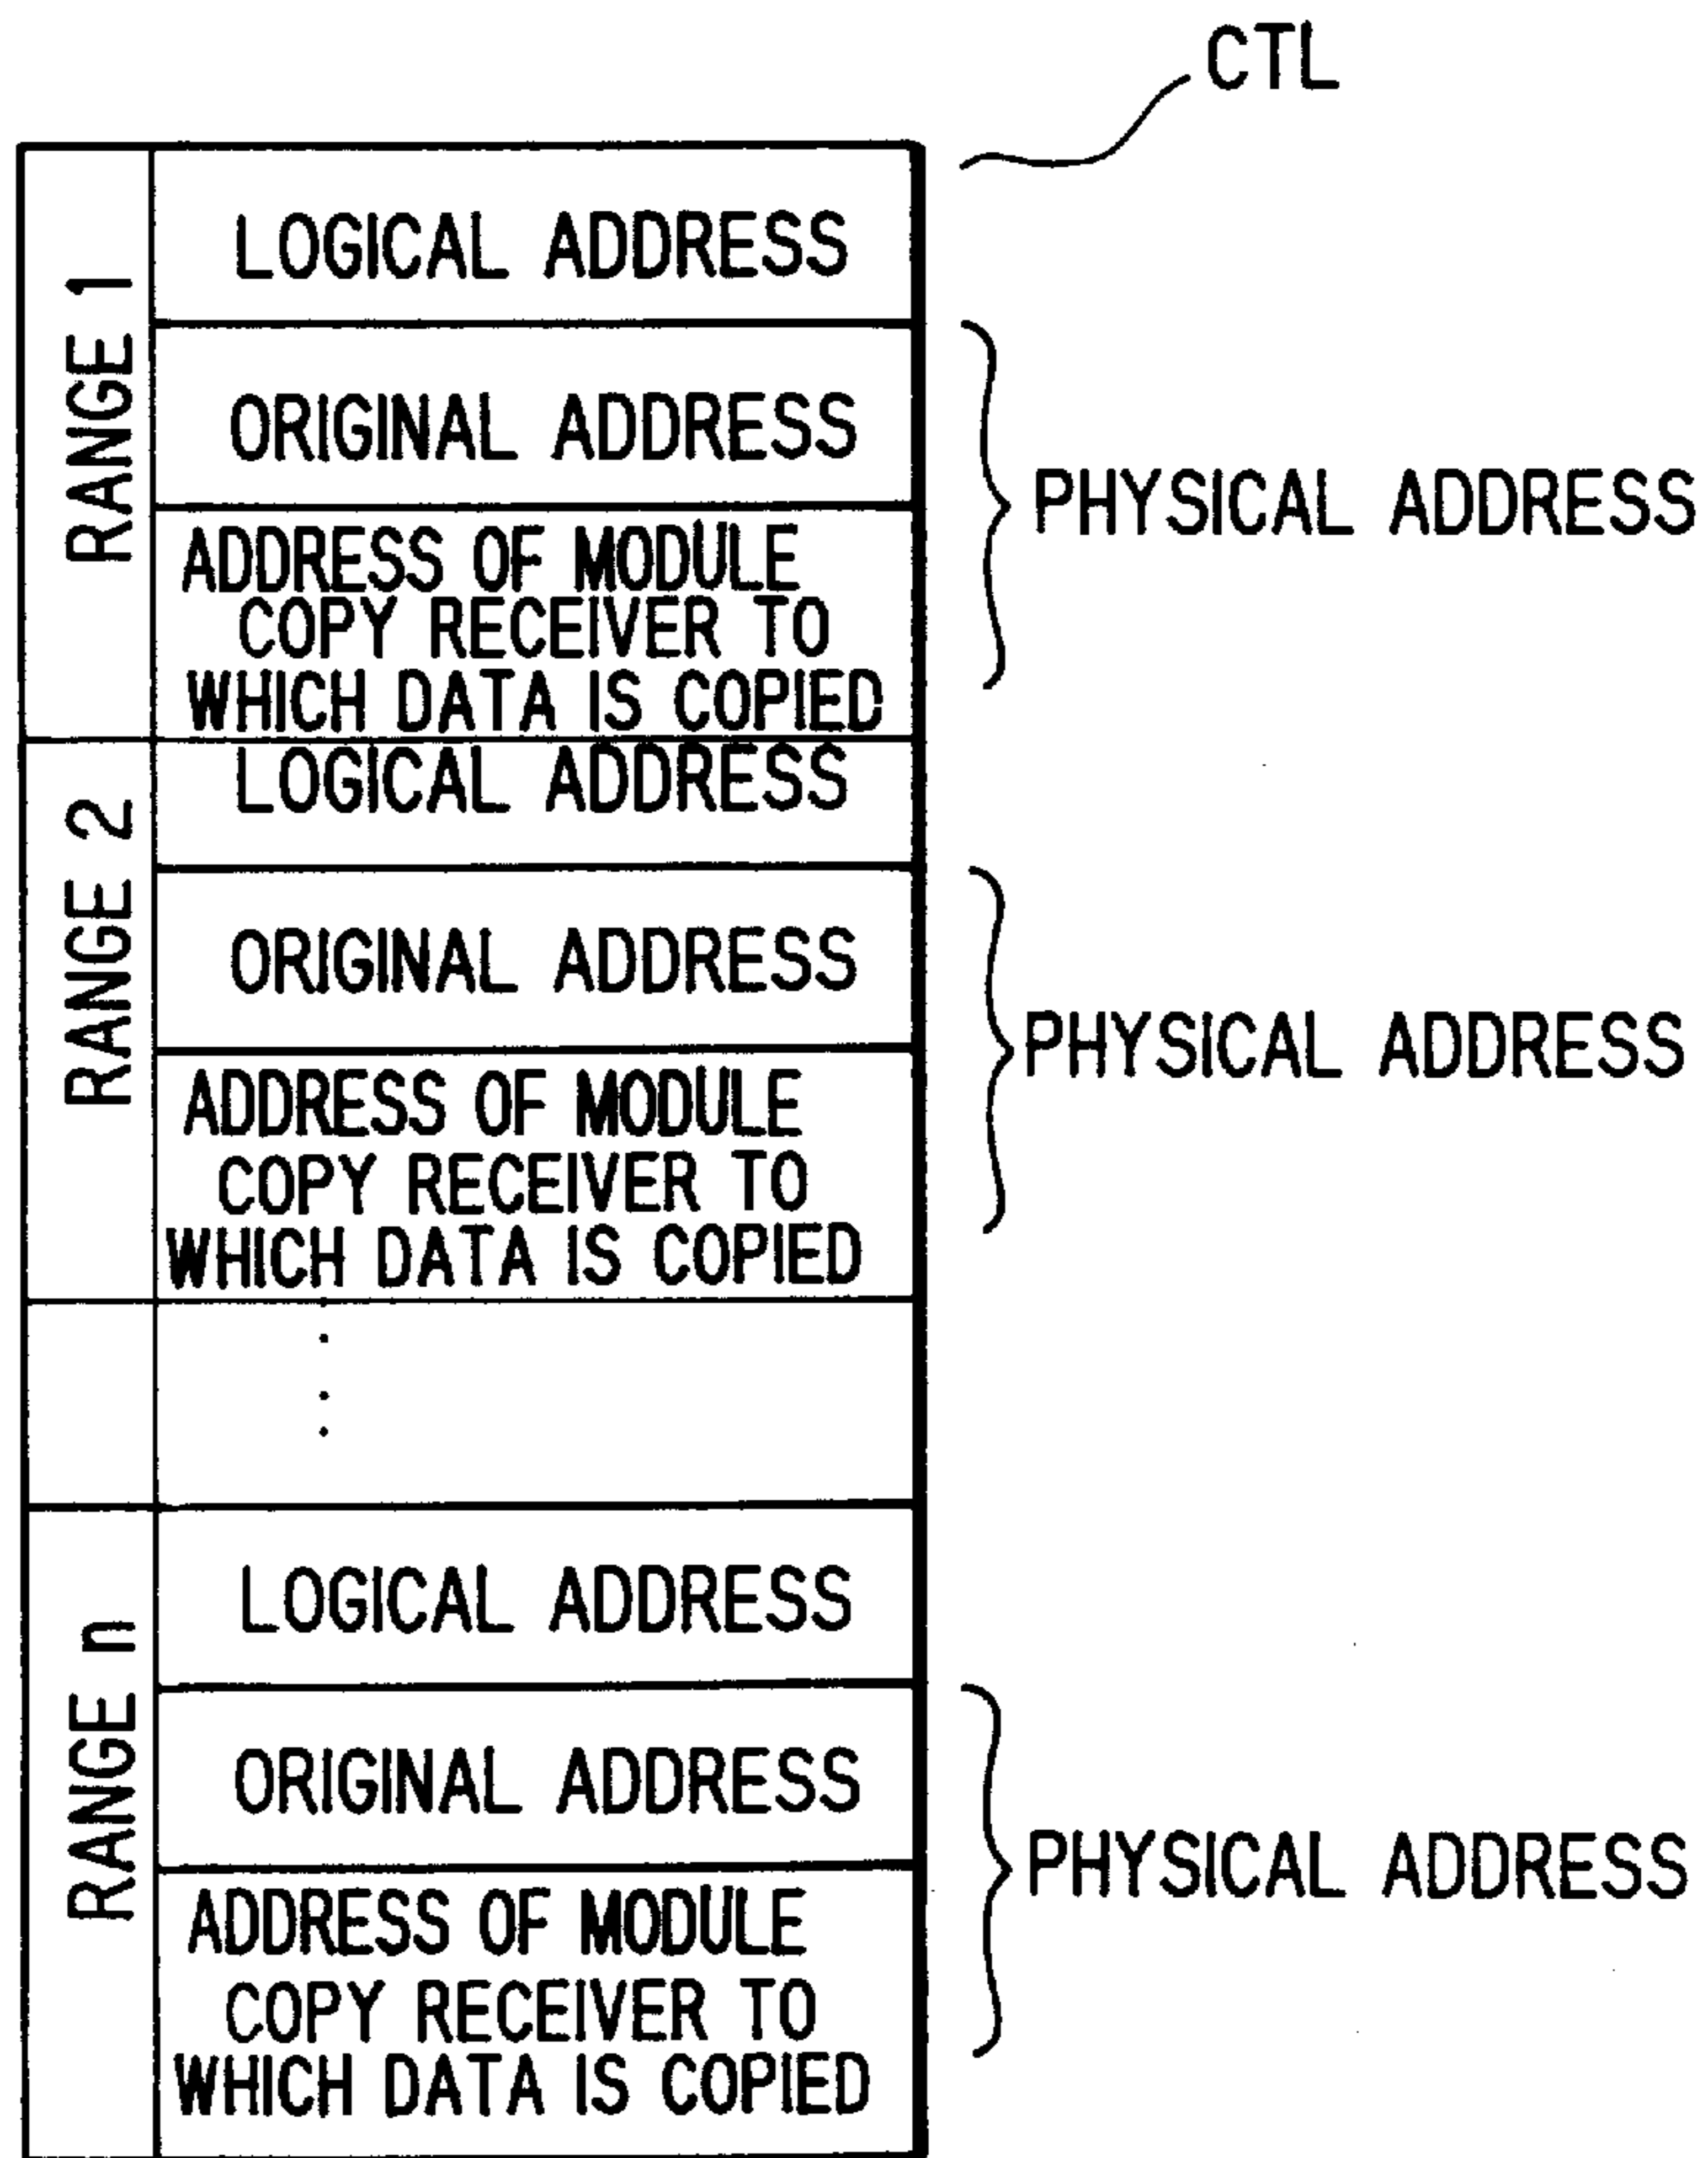 CTL
RANGE 1
LOGICAL ADDRESS
ORIGINAL ADDRESS
ADDRESS OF MODULE
COPY RECEIVER TO
WHICH DATA IS COPIED
PHYSICAL ADDRESS
RANGE 2
LOGICAL ADDRESS
ORIGINAL ADDRESS
ADDRESS OF MODULE
COPY RECEIVER TO
WHICH DATA IS COPIED
PHYSICAL ADDRESS
RANGE n
LOGICAL ADDRESS
ORIGINAL ADDRESS
ADDRESS OF MODULE
COPY RECEIVER TO
WHICH DATA IS COPIED
PHYSICAL ADDRESS